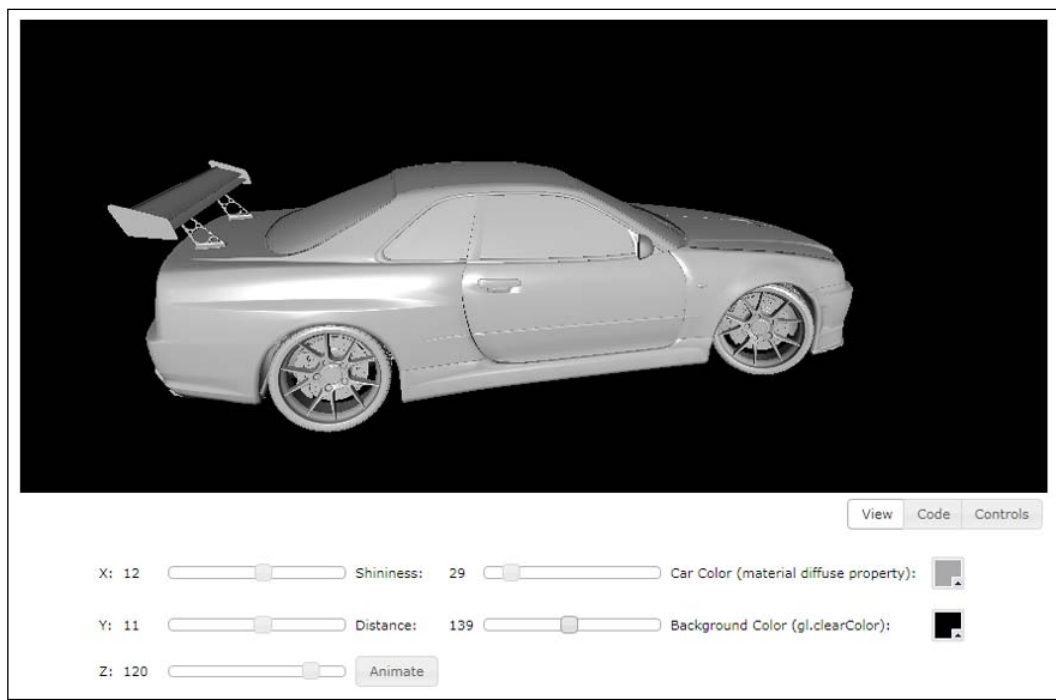 View Code Controls
X: 12 Shininess: 29 Car Color (material diffuse property):
Y: 11 Distance: 139 Background Color (gl.clearColor):
Z: 120 Animate